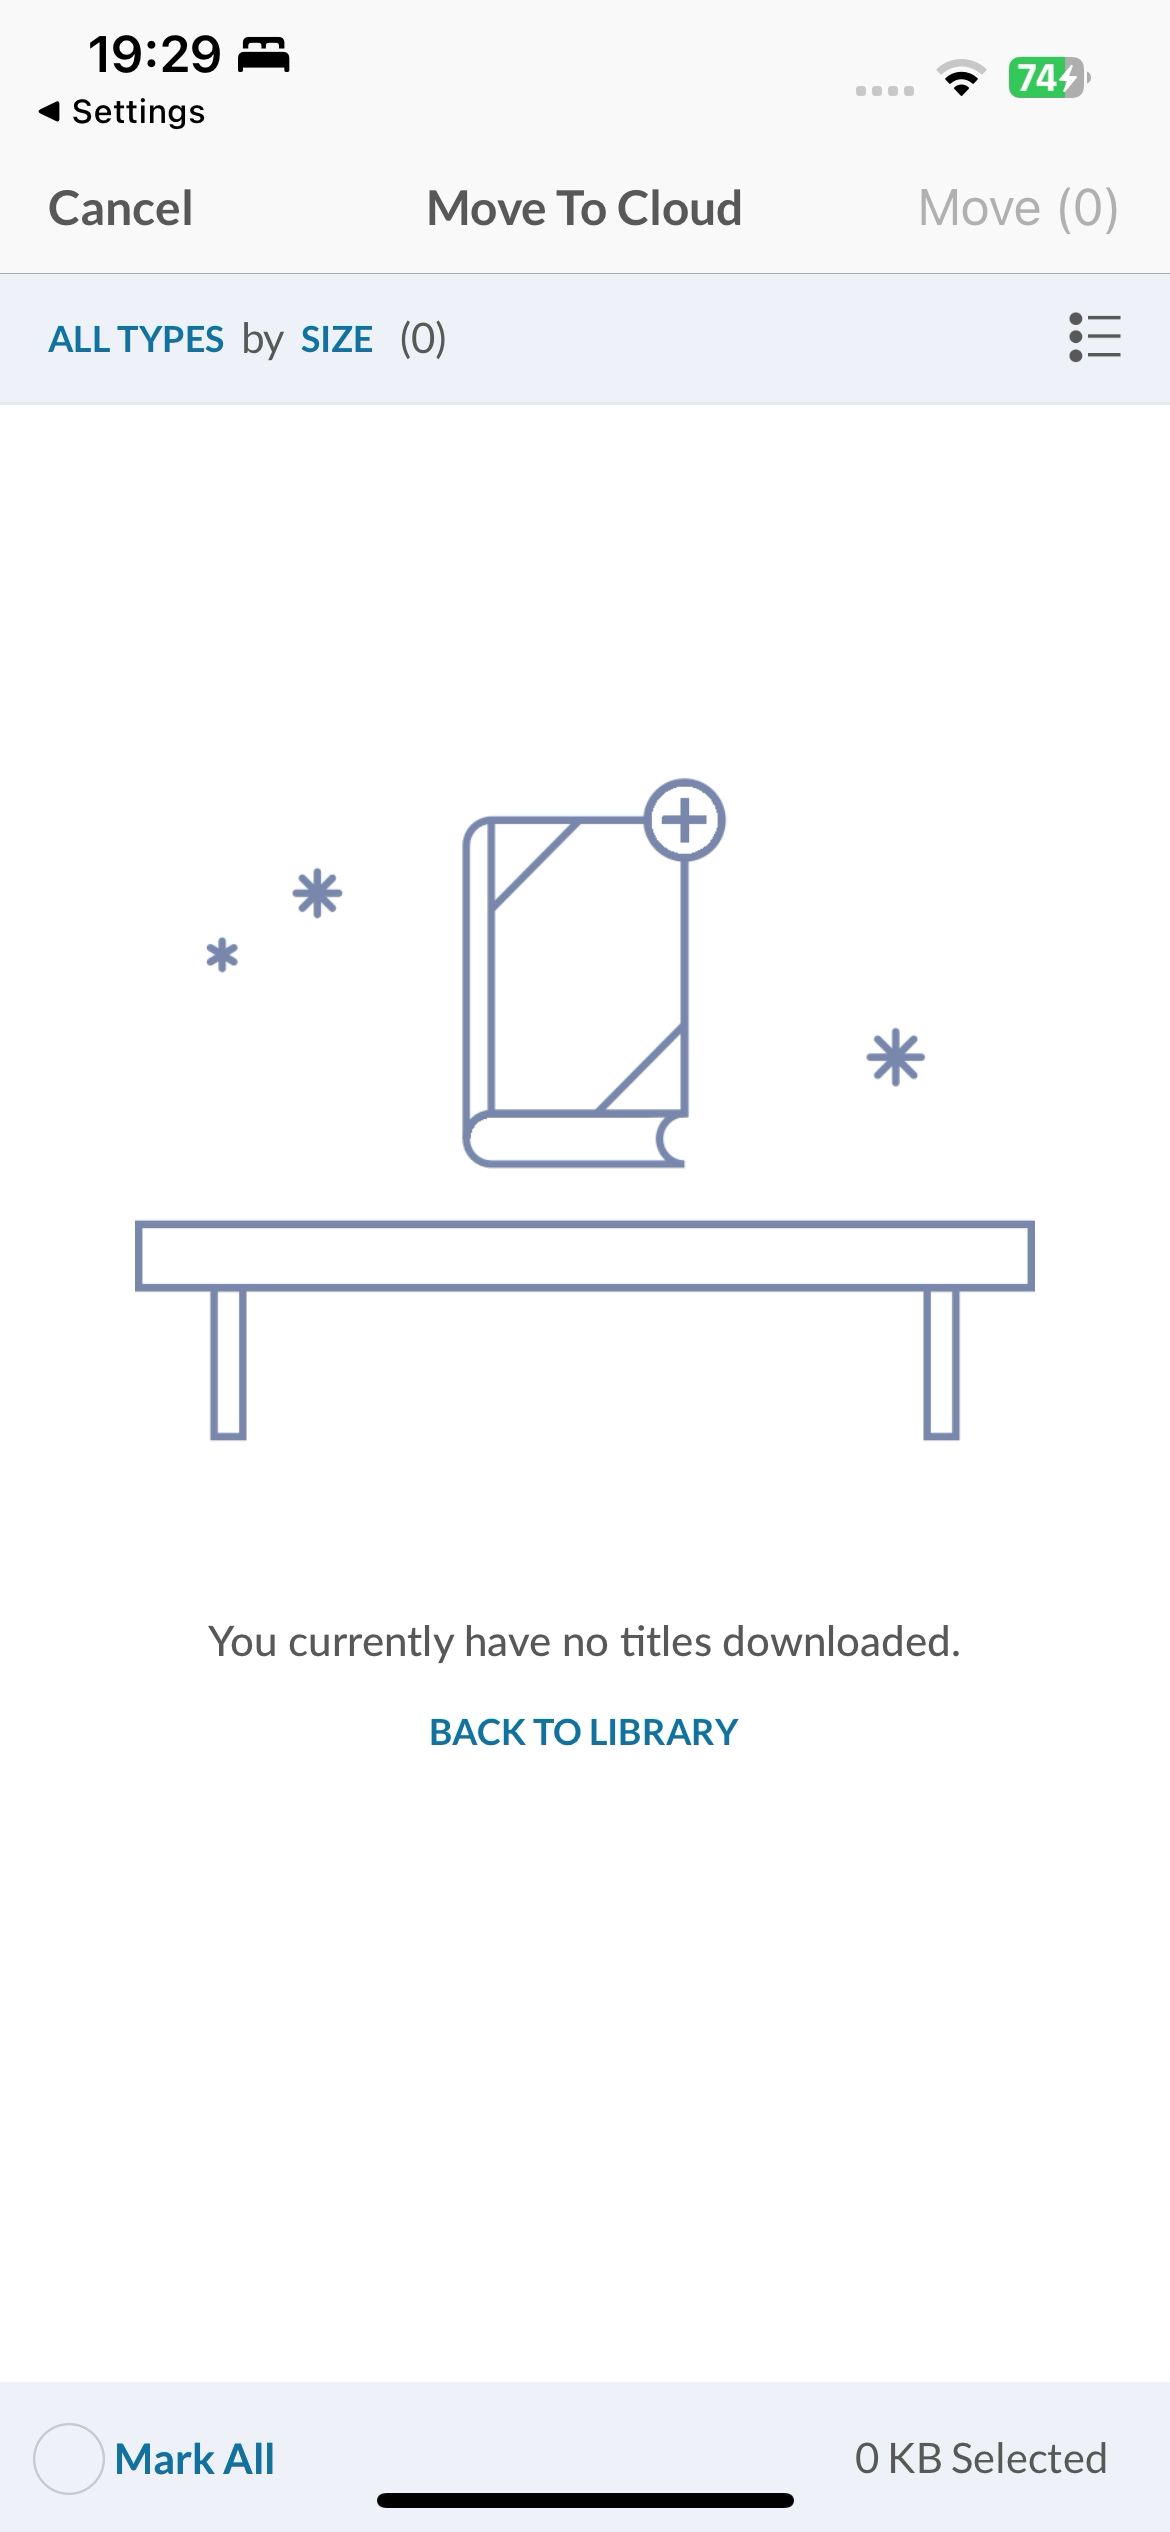 19:29
74
Settings
Cancel
Move To Cloud
Move (0)
ALL TYPES by SIZE (0)
You currently have no titles downloaded.
BACK TO LIBRARY
Mark All
0 KB Selected